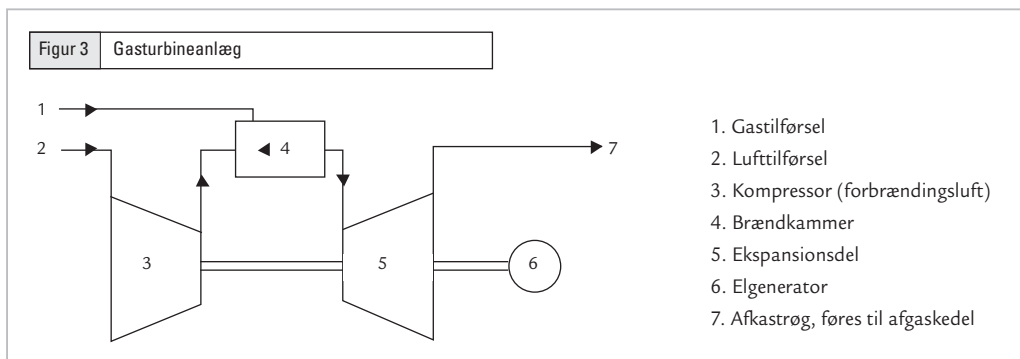 Figur 3 Gasturbineanlæg
1
2
3
4
5
6
7
1. Gastilførsel
2. Lufttilførsel
3. Kompressor (forbrændingsluft)
4. Brændkammer
5. Ekspansionsdel
6. Elgenerator
7. Afkastrøg, føres til afgaskedel